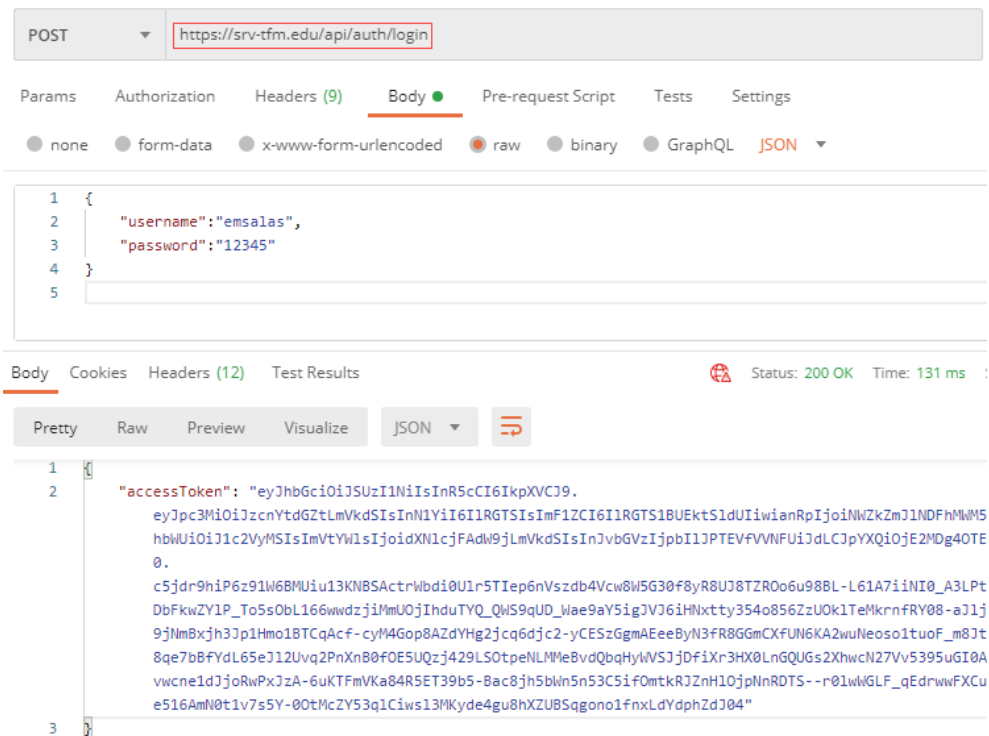 POST https://srv-tfm.edu/api/auth/login
Params Authorization Headers (9) Body Pre-request Script Tests Settings
none form-data x-www-form-urlencoded raw binary GraphQL JSON
1 {
2 "username":"emsalas",
3 "password":"12345"
4 }
5
Body Cookies Headers (12) Test Results Status: 200 OK Time: 131 ms
Pretty Raw Preview Visualize JSON
1 {
2 "accessToken": "eyJhbGciOiJSUzI1NiIsInR5cCI6IkpXVCJ9.
eyJpc3MiOiJzcnYtdGZtLmVkdSIsInN1YiI6IlRGTSIsImF1ZCI6IlRGTS1BUEktSldUIiwianRpIjoiNWZkZmJlNDFhMWM5
hbWUiOiJ1c2VyMSIsImVtYWlsIjoidXNlcjFAdW9jLmVkdSIsInJvbGVzIjpbIlJPTEVfVVNFUiJdLCJpYXQiOjE2MDg4OTE
0.
c5jdr9hiP6z91W6BMUiu13KNBSActrWbdi0Ulr5TIep6nVszdb4Vcw8W5G30f8yR8UJ8TZROo6u98BL-L61A7iiNI0_A3LPt
DbFkwZYlP_To5sObL166wwdzjiMmUOjIhduTYQ_QWS9qUD_Wae9aY5igJVJ6iHNxtty354o856ZzUOklTeMkrnfRY08-aJlj
9jNmBxjh3Jp1Hmo1BTCqAcf-cyM4Gop8AZdYHg2jcq6djc2-yCESzGgmAEeeByN3fR8GGmCXfUN6KA2wuNeoso1tuoF_m8Jt
8qe7bBfYdL65eJl2Uvq2PnXnB0fOE5UQzj429LSOtpeNLMMeBvdQbqHyWVSJjDfiXr3HX0LnGQUGs2XhwcN27Vv5395uGI0A
vwcne1dJjoRwPxJzA-6uKTFmVKa84R5ET39b5-Bac8jh5bWn5n53C5ifOmtkRJZnHlOjpNnRDTS--r0lwWGLF_qEdrwwFXCu
e516AmN0t1v7s5Y-0OtMcZY53qlCiwsl3MKyde4gu8hXZUBSqgono1fnxLdYdphZdJ04"
3 }